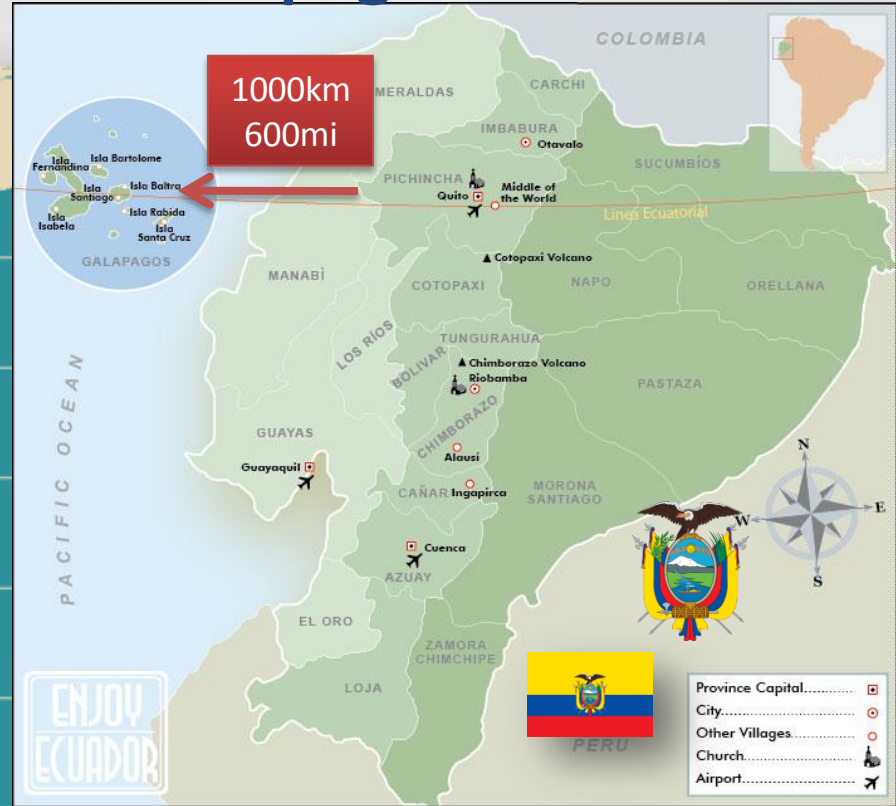 COLOMBIA
1000km
600mi
MERALDAS
CARCHI
IMBABURA
Otavalo
SUCUMBÍOS
Isla
Fernandina
Isla Bartolome
Isla Baltra
Isla
Santiago
Isla Rabida
Isla
Isabela
Isla
Santa Cruz
GALAPAGOS
PICHINCHA
Quito
Middle of
the World
Linea Ecuatorial
Cotopaxi Volcano
MANABÌ
COTOPAXI
NAPO
ORELLANA
LOS RÍOS
TUNGURAHUA
BOLIVAR
Chimborazo Volcano
Riobamba
PASTAZA
CHIMBORAZO
GUAYAS
Alausí
Guayaquil
CAÑAR
Ingapirca
MORONA
SANTIAGO
PACIFIC OCEAN
N
W
E
S
Cuenca
AZUAY
EL ORO
ZAMORA
CHIMCHIPE
LOJA
PERU
ENJOY
ECUADOR
Province Capital
City
Other Villages
Church
Airport